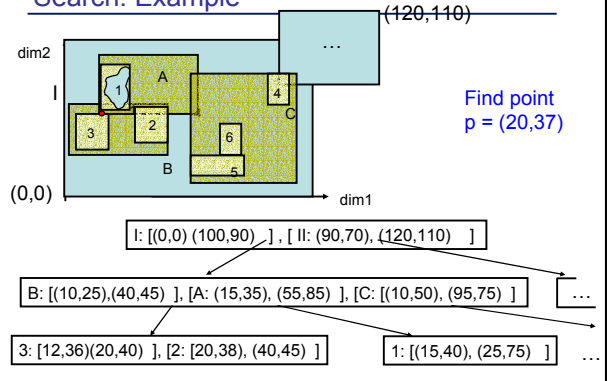 Search: Example
(120,110)
...
dim2
A
I
1
4
C
Find point
p = (20,37)
3
2
6
B
5
(0,0)
dim1
I: [(0,0) (100,90) ] , [ II: (90,70), (120,110) ]
B: [(10,25),(40,45) ], [A: (15,35), (55,85) ], [C: [(10,50), (95,75) ]
...
3: [12,36)(20,40) ], [2: [20,38), (40,45) ]
1: [(15,40), (25,75) ]
...